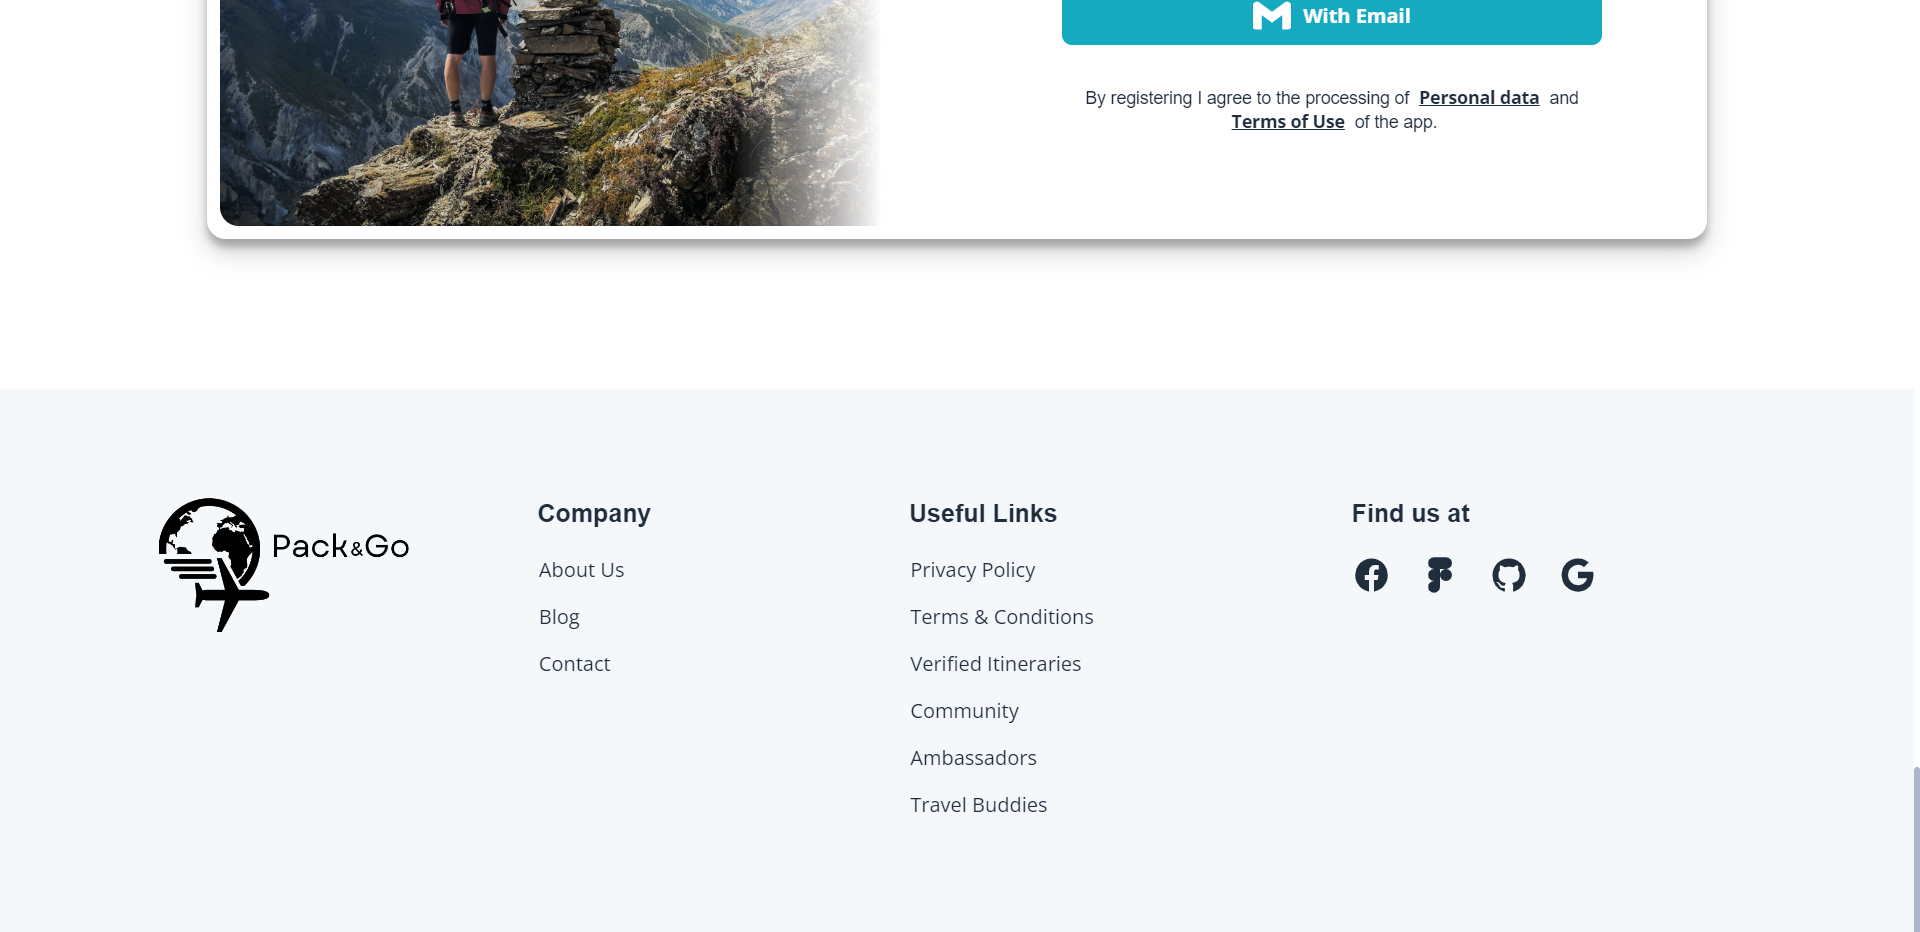 With Email
By registering I agree to the processing of Personal data and
Terms of Use of the app.
Pack&Go
Company
About Us
Blog
Contact
Useful Links
Privacy Policy
Terms & Conditions
Verified Itineraries
Community
Ambassadors
Travel Buddies
Find us at